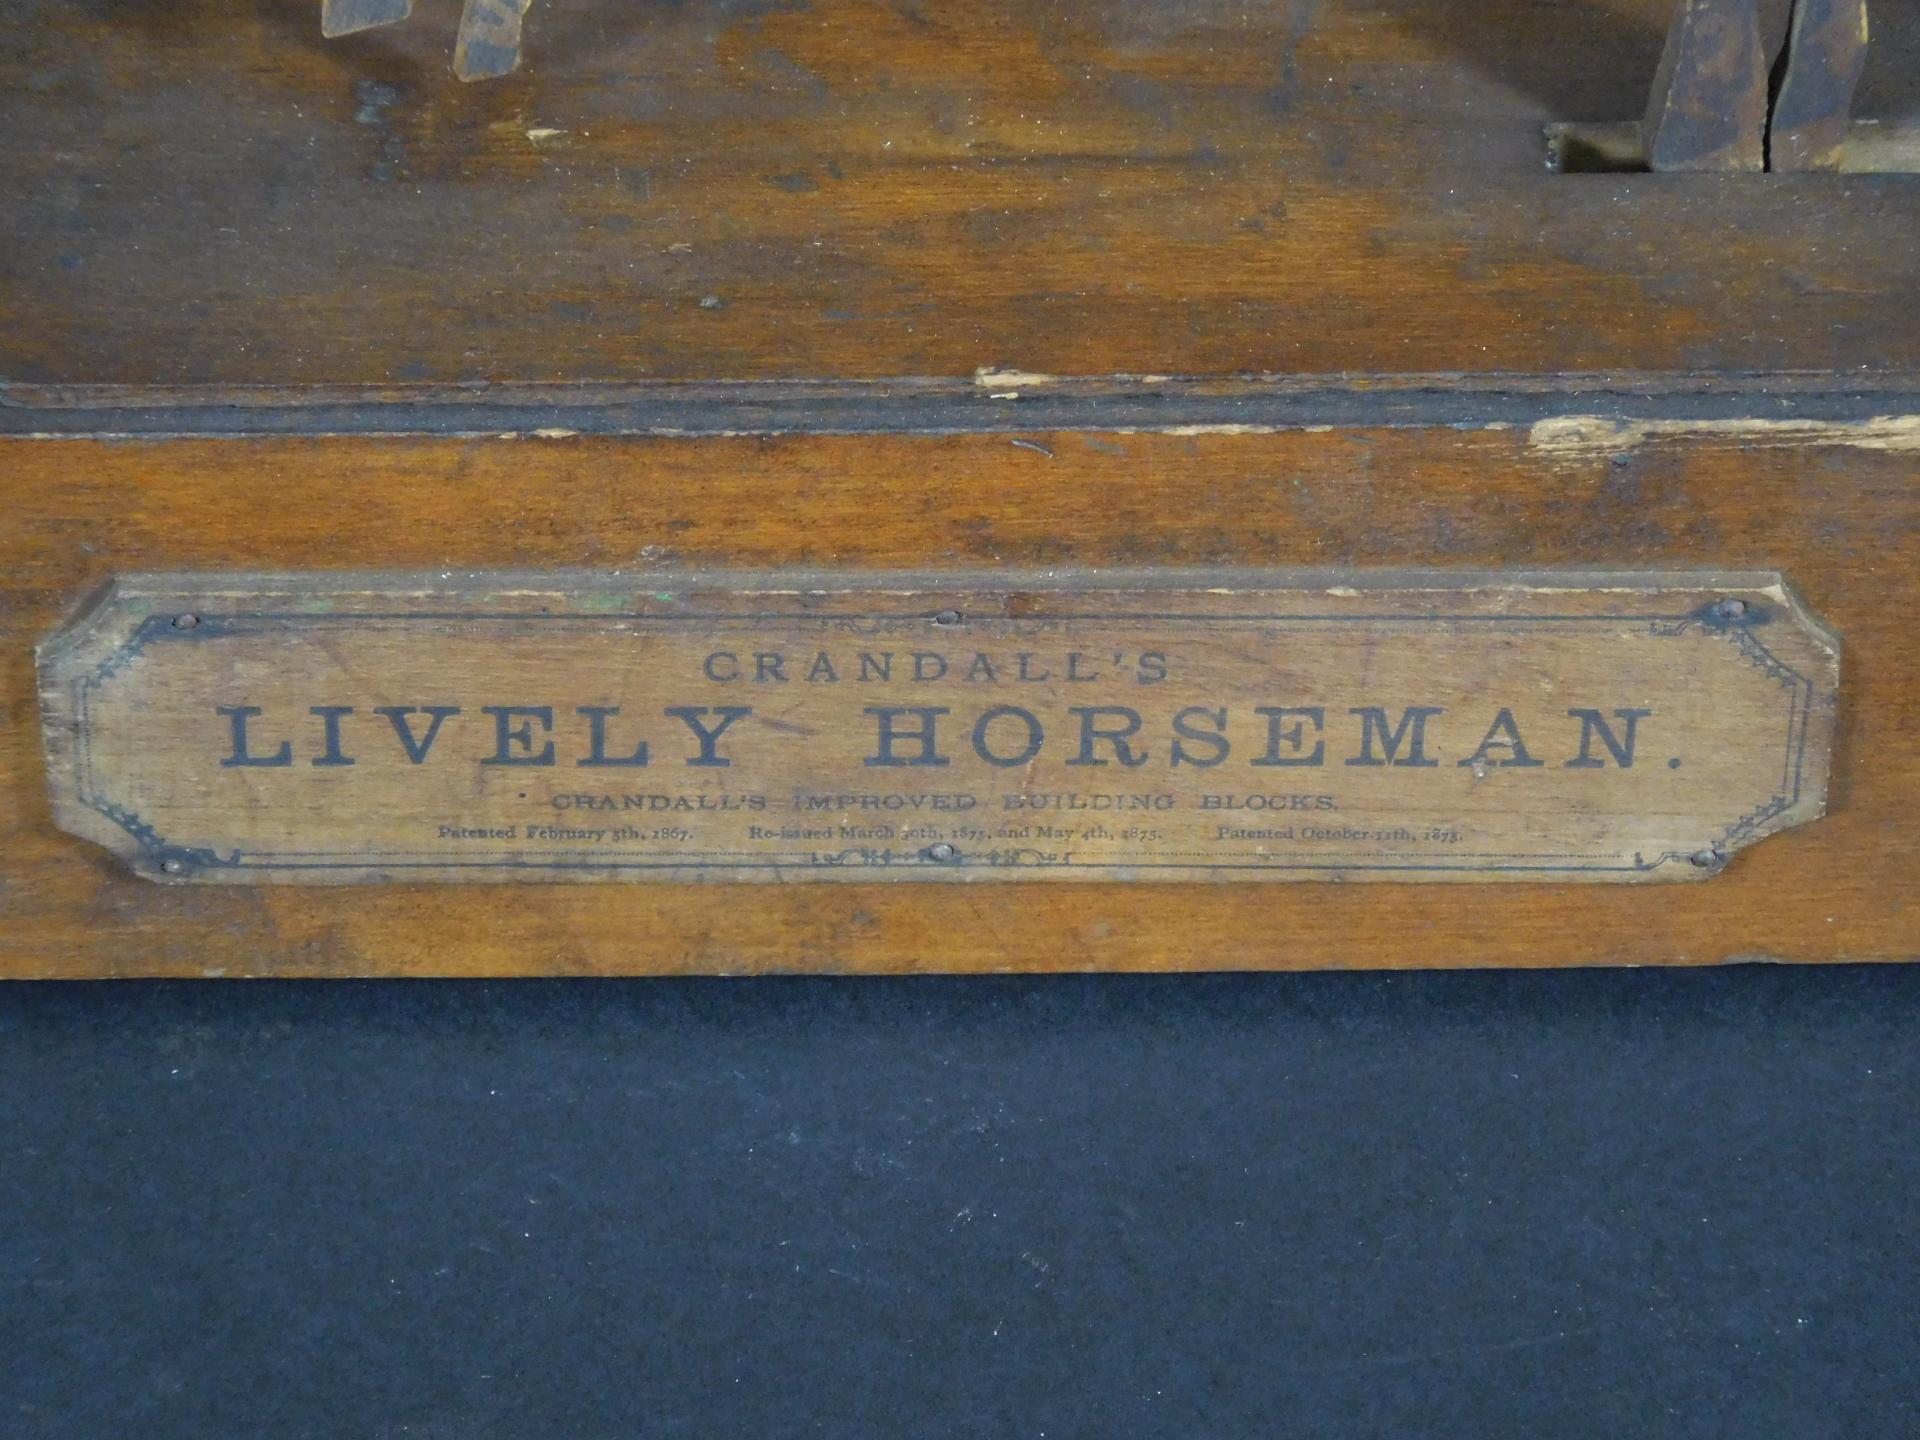 CRANDALL'S
LIVELY HORSEMAN.
CRANDALL'S IMPROVED BUILDING BLOCKS.
Patented February 5th, 1867. Re-issued March 30th, 1875, and May 4th, 1875. Patented October 12th, 1875.